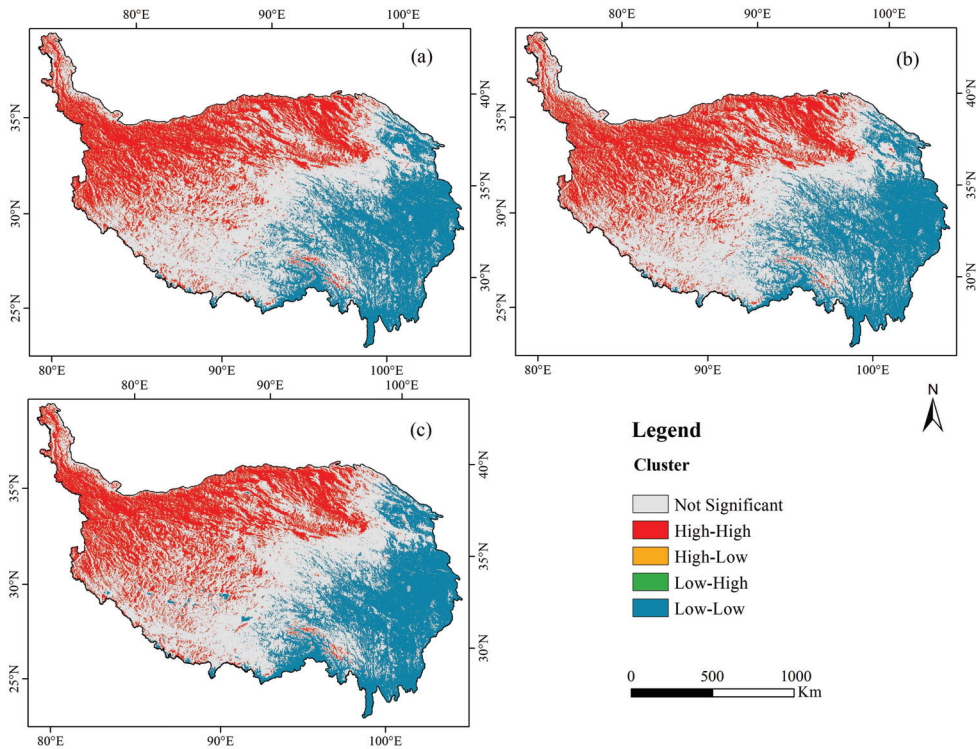 80°E 90°E 100°E
80°E 90°E 100°E
(a)
(b)
35°N
30°N
25°N
40°N
35°N
30°N
35°N
30°N
25°N
40°N
35°N
30°N
80°E 90°E 100°E
80°E 90°E 100°E
80°E 90°E 100°E
(c)
35°N
30°N
25°N
40°N
35°N
30°N
80°E 90°E 100°E
N
Legend
Cluster
Not Significant
High-High
High-Low
Low-High
Low-Low
0 500 1000
Km